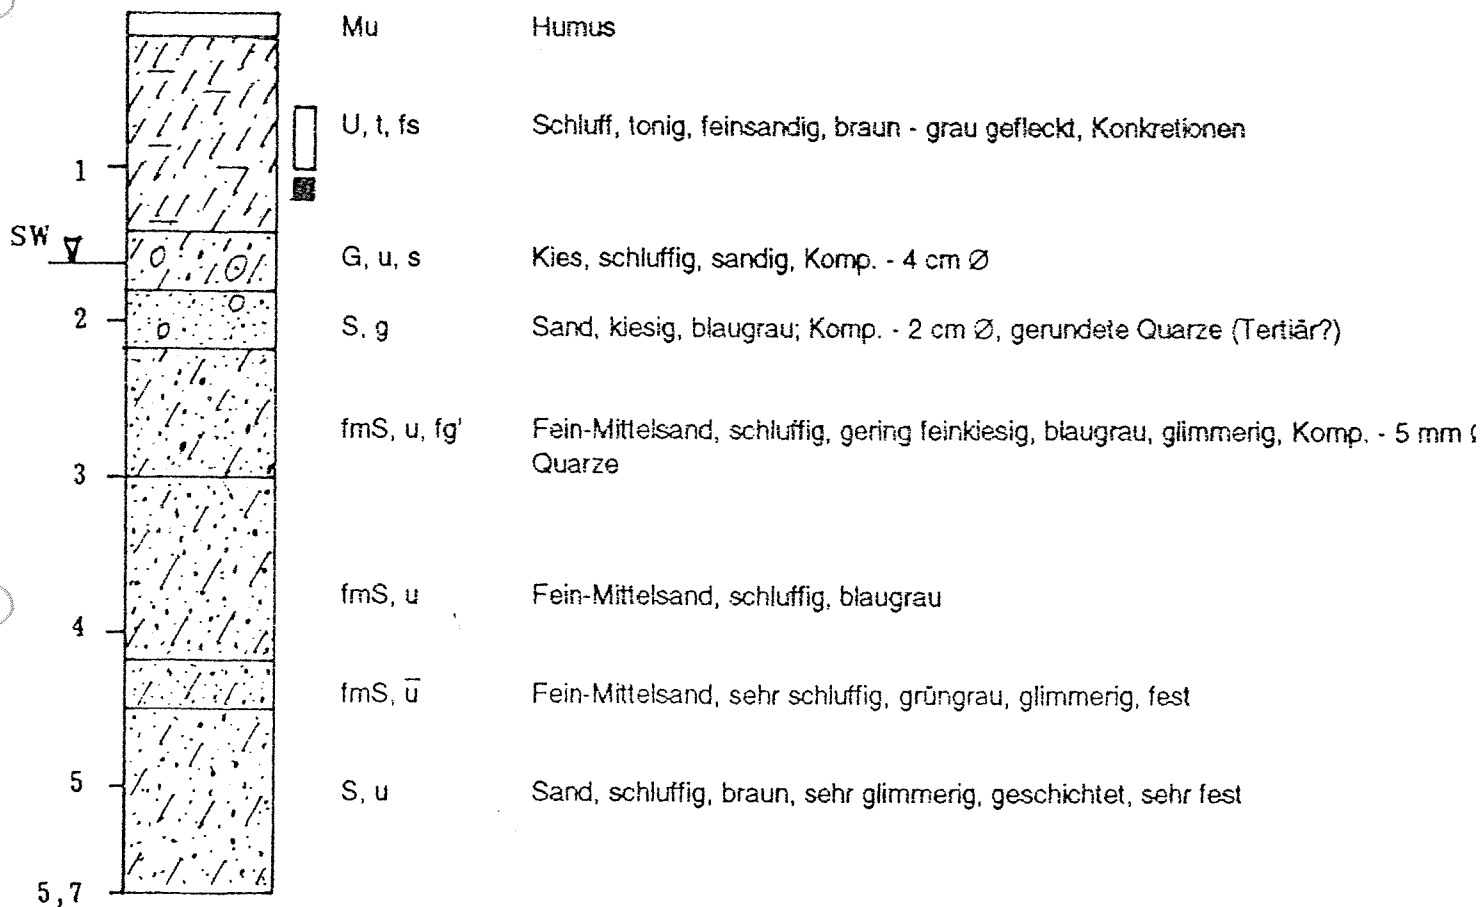 Mu Humus
U, t, fs Schluff, tonig, feinsandig, braun - grau gefleckt, Konkretionen
1
SW
G, u, s Kies, schluffig, sandig, Komp. - 4 cm Ø
2 S, g Sand, kiesig, blaugrau; Komp. - 2 cm Ø, gerundete Quarze (Tertiär?)
fmS, u, fg' Fein-Mittelsand, schluffig, gering feinkiesig, blaugrau, glimmerig, Komp. - 5 mm Ø
Quarze
3
fmS, u Fein-Mittelsand, schluffig, blaugrau
4
fmS, u̅ Fein-Mittelsand, sehr schluffig, grüngrau, glimmerig, fest
5 S, u Sand, schluffig, braun, sehr glimmerig, geschichtet, sehr fest
5,7